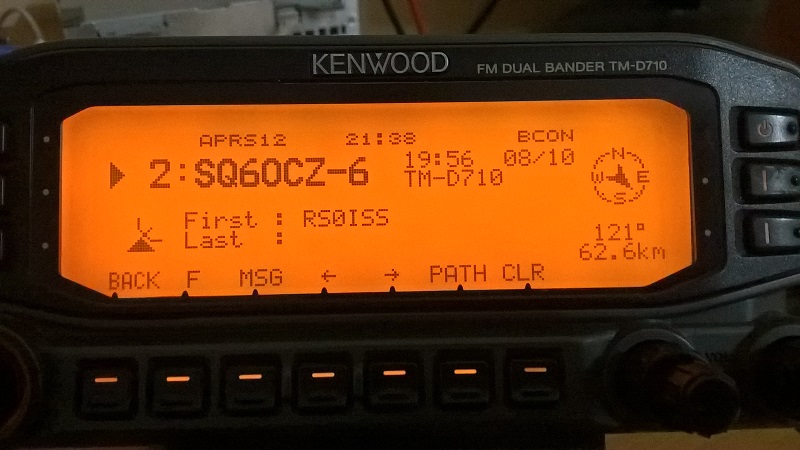 KENWOOD FM DUAL BANDER TM-D710
APRS12 21:38 BCON
19:56 08/10
2:SQ6OCZ-6 TM-D710
N
W E
S
First : RS0ISS
Last :
121°
62.6km
BACK F MSG ← → PATH CLR